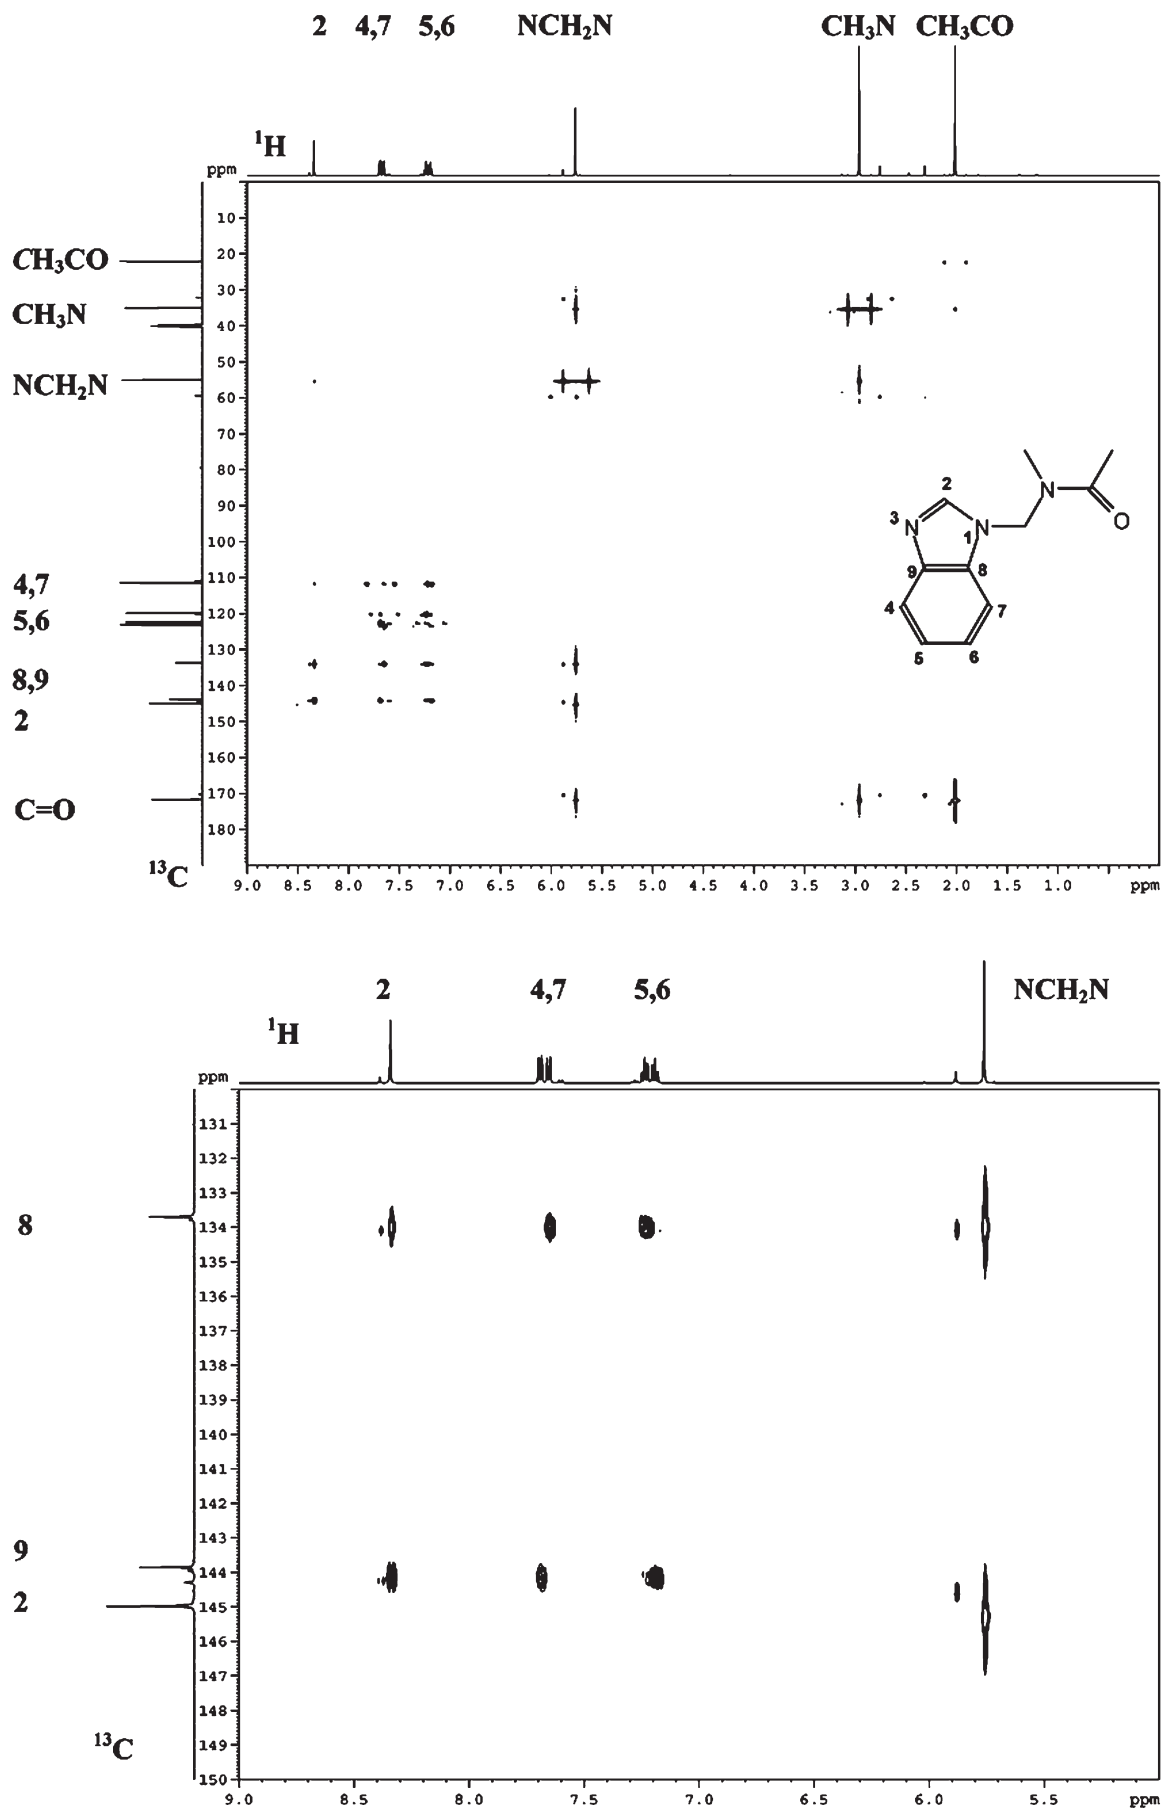 2 4,7 5,6 NCH₂N CH₃N CH₃CO
¹H
ppm
10
20
CH₃CO
30
CH₃N
40
50
NCH₂N
60
70
80
90
100
110
4,7
120
5,6
130
8,9
140
2
150
160
170
C=O
180
¹³C
9.0 8.5 8.0 7.5 7.0 6.5 6.0 5.5 5.0 4.5 4.0 3.5 3.0 2.5 2.0 1.5 1.0 ppm
2
N
3 N
N
1
O
9 8
4 7
5 6
2 4,7 5,6 NCH₂N
¹H
ppm
131
132
133
8
134
135
136
137
138
139
140
141
142
143
9
144
2
145
146
147
148
¹³C
149
150
9.0 8.5 8.0 7.5 7.0 6.5 6.0 5.5 ppm